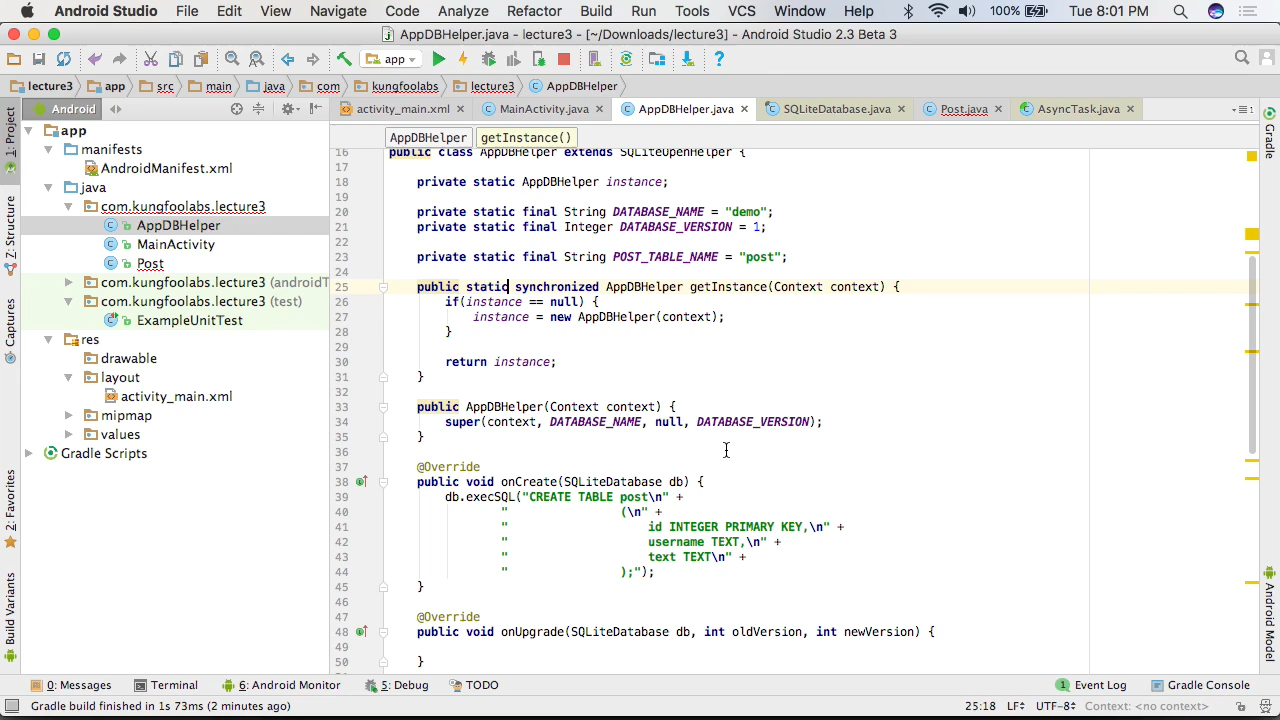 Android Studio File Edit View Navigate Code Analyze Refactor Build Run Tools VCS Window Help 100% Tue 8:01 PM
AppDBHelper.java - lecture3 - [~/Downloads/lecture3] - Android Studio 2.3 Beta 3
app
lecture3 app src main java com kungfoolabs lecture3 AppDBHelper
Android activity_main.xml MainActivity.java AppDBHelper.java SQLiteDatabase.java Post.java AsyncTask.java
AppDBHelper getInstance()
1: Project
Z: Structure
Captures
2: Favorites
Build Variants
app
manifests
AndroidManifest.xml
java
com.kungfoolabs.lecture3
AppDBHelper
MainActivity
Post
com.kungfoolabs.lecture3 (androidT
com.kungfoolabs.lecture3 (test)
ExampleUnitTest
res
drawable
layout
activity_main.xml
mipmap
values
Gradle Scripts
16 public class AppDBHelper extends SQLiteOpenHelper {
17
18 private static AppDBHelper instance;
19
20 private static final String DATABASE_NAME = "demo";
21 private static final Integer DATABASE_VERSION = 1;
22
23 private static final String POST_TABLE_NAME = "post";
24
25 public static synchronized AppDBHelper getInstance(Context context) {
26 if(instance == null) {
27 instance = new AppDBHelper(context);
28 }
29
30 return instance;
31 }
32
33 public AppDBHelper(Context context) {
34 super(context, DATABASE_NAME, null, DATABASE_VERSION);
35 }
36
37 @Override
38 public void onCreate(SQLiteDatabase db) {
39 db.execSQL("CREATE TABLE post\n" +
40 " (\n" +
41 " id INTEGER PRIMARY KEY,\n" +
42 " username TEXT,\n" +
43 " text TEXT\n" +
44 " );");
45 }
46
47 @Override
48 public void onUpgrade(SQLiteDatabase db, int oldVersion, int newVersion) {
49
50 }
Gradle
Android Model
0: Messages Terminal 6: Android Monitor 5: Debug TODO 1 Event Log Gradle Console
Gradle build finished in 1s 73ms (2 minutes ago) 25:18 LF÷ UTF-8÷ Context: <no context>